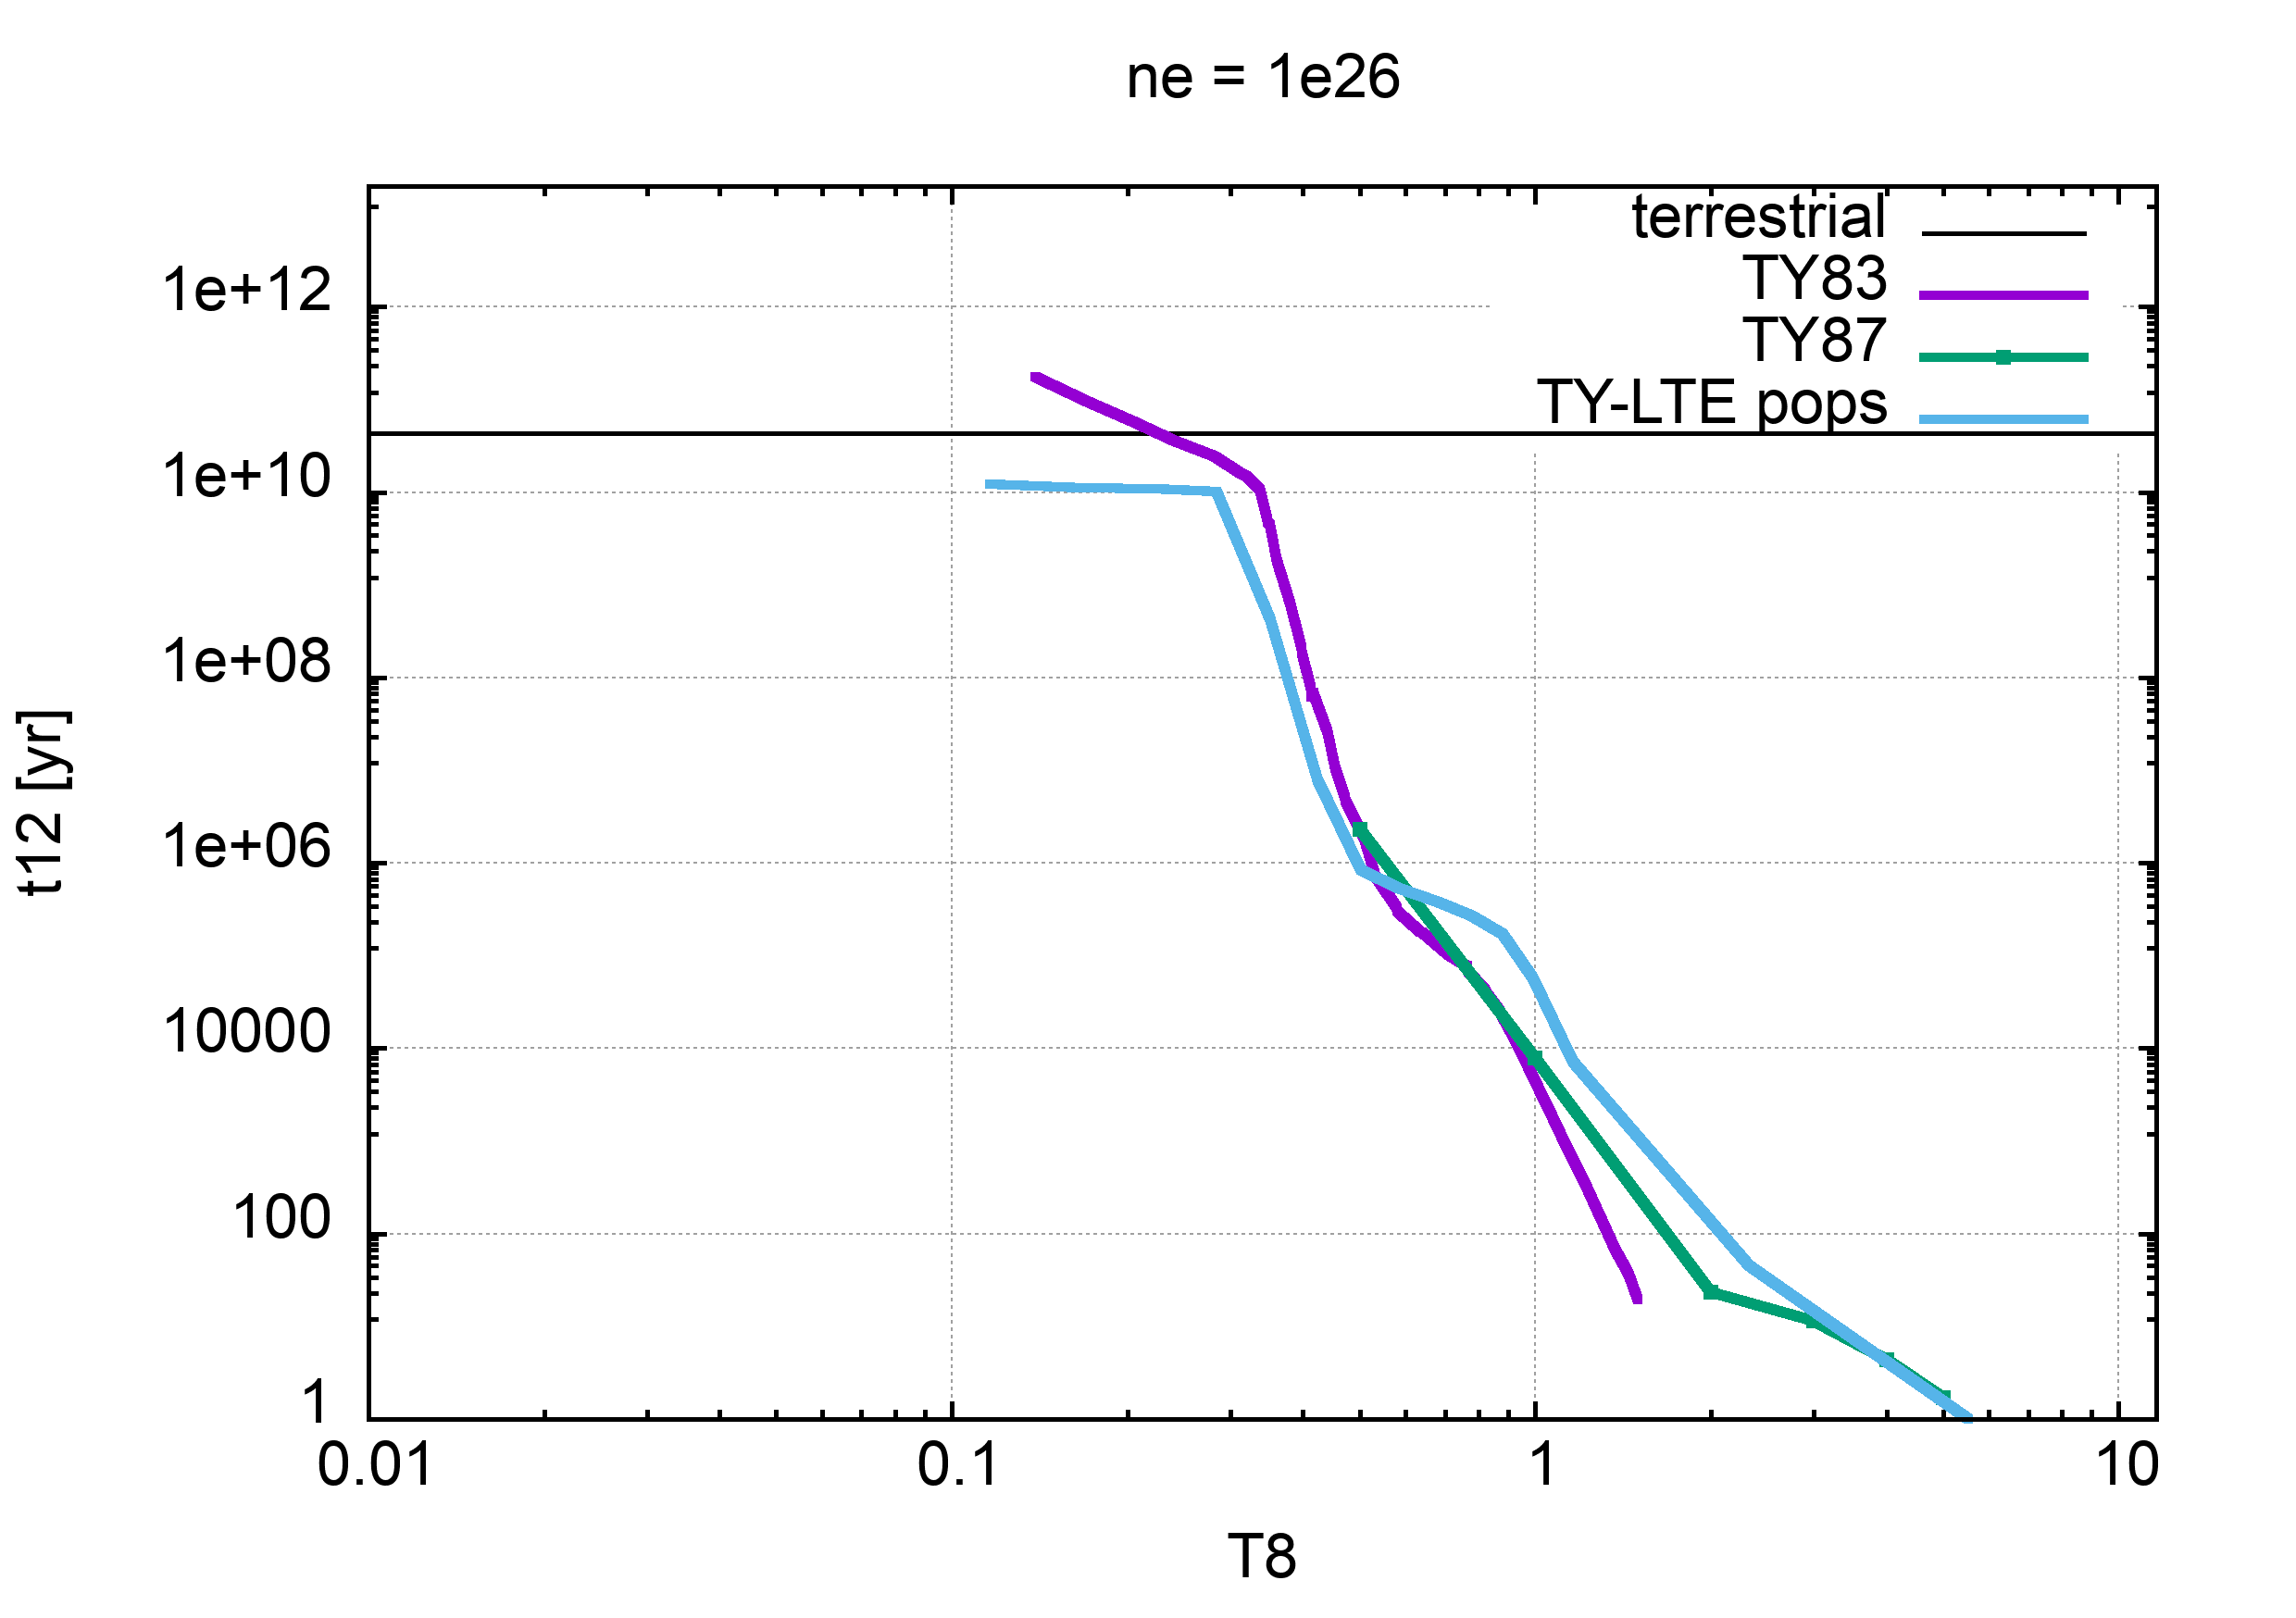 ne = 1e26
terrestrial
TY83
TY87
TY-LTE pops
1e+12
1e+10
1e+08
1e+06
10000
100
1
t12 [yr]
0.01 0.1 1 10
T8